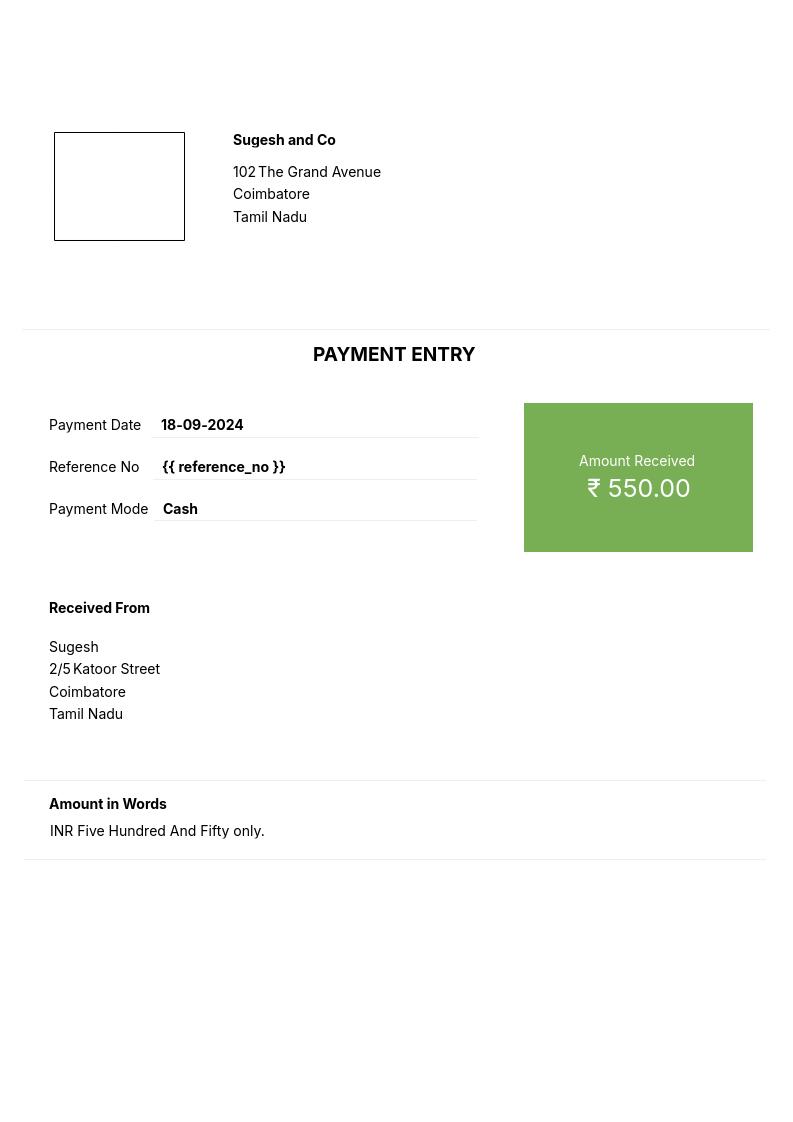 Sugesh and Co
102 The Grand Avenue
Coimbatore
Tamil Nadu
PAYMENT ENTRY
Payment Date 18-09-2024
Reference No {{ reference_no }}
Payment Mode Cash
Amount Received
₹ 550.00
Received From
Sugesh
2/5 Katoor Street
Coimbatore
Tamil Nadu
Amount in Words
INR Five Hundred And Fifty only.